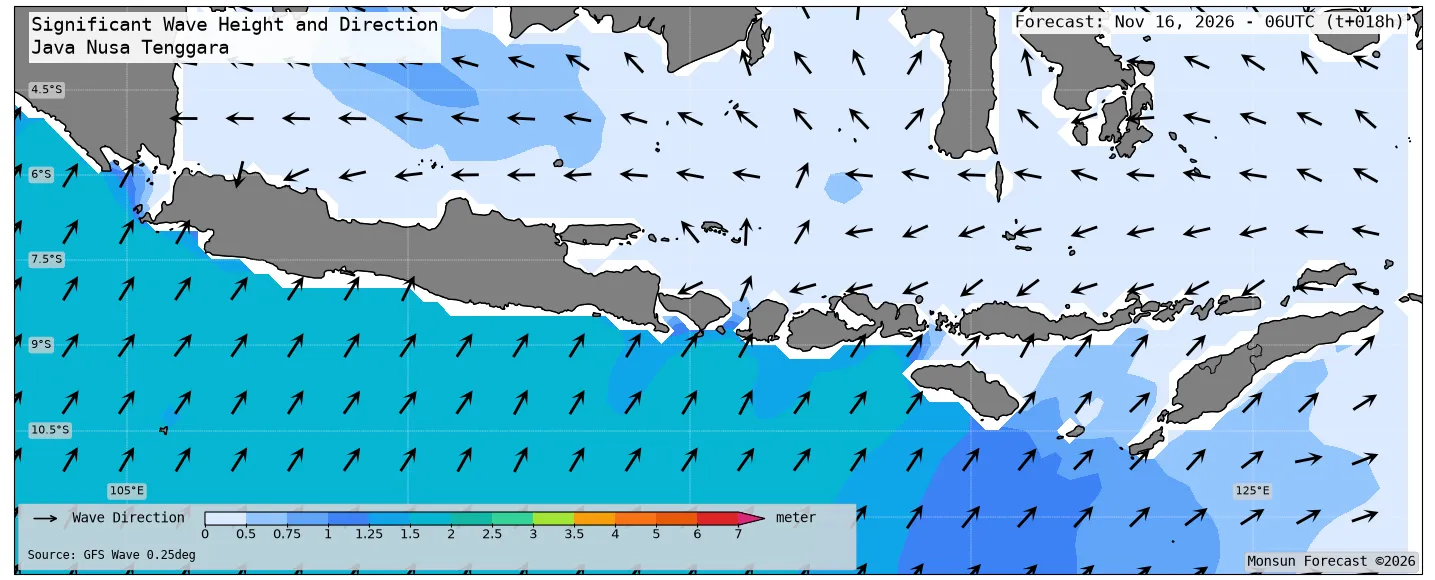 Significant Wave Height and Direction
Java Nusa Tenggara
Forecast: Nov 16, 2026 - 06UTC (t+018h)
4.5°S
6°S
7.5°S
9°S
10.5°S
105°E
125°E
Wave Direction
0 0.5 0.75 1 1.25 1.5 2 2.5 3 3.5 4 5 6 7
meter
Source: GFS Wave 0.25deg
Monsun Forecast ©2026